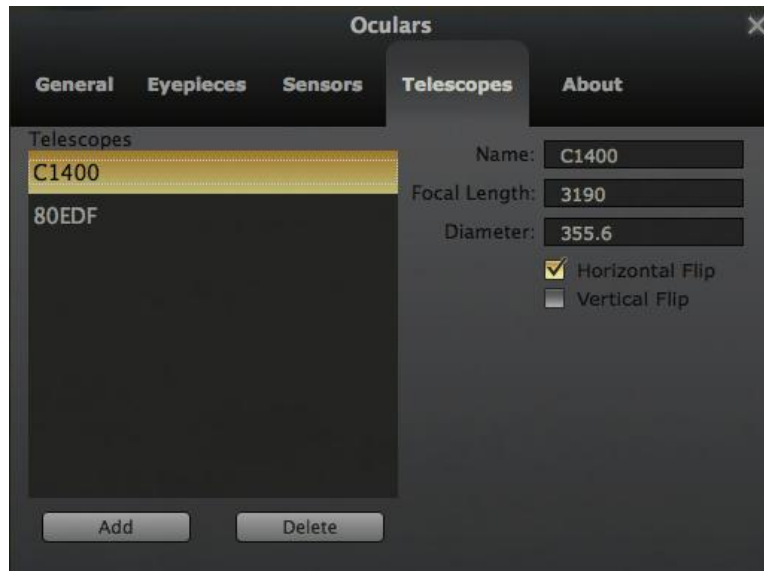 Oculars
General Eyepieces Sensors Telescopes About
Telescopes
C1400
80EDF
Name: C1400
Focal Length: 3190
Diameter: 355.6
Horizontal Flip
Vertical Flip
Add Delete